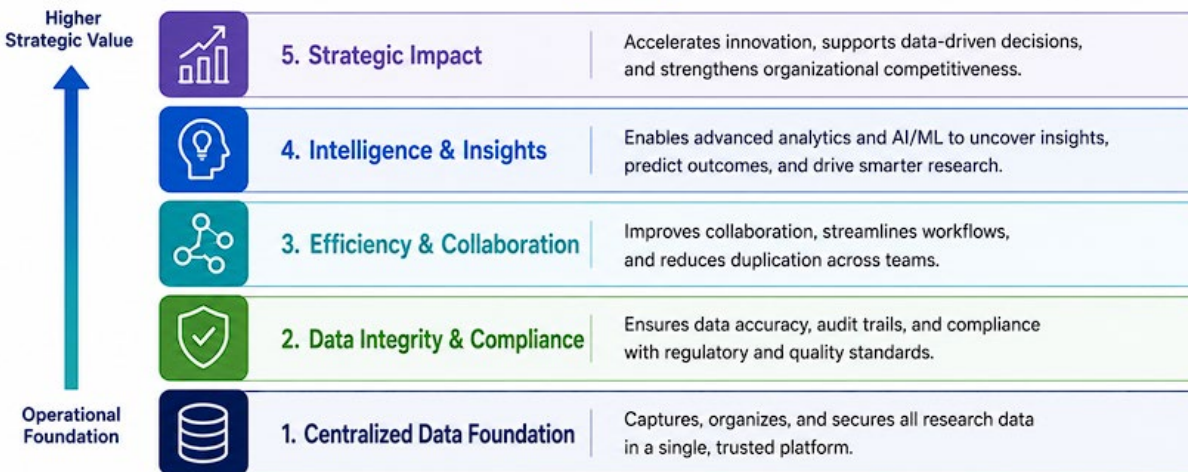 Higher
Strategic Value
5. Strategic Impact
Accelerates innovation, supports data-driven decisions,
and strengthens organizational competitiveness.
4. Intelligence & Insights
Enables advanced analytics and AI/ML to uncover insights,
predict outcomes, and drive smarter research.
3. Efficiency & Collaboration
Improves collaboration, streamlines workflows,
and reduces duplication across teams.
2. Data Integrity & Compliance
Ensures data accuracy, audit trails, and compliance
with regulatory and quality standards.
Operational
Foundation
1. Centralized Data Foundation
Captures, organizes, and secures all research data
in a single, trusted platform.